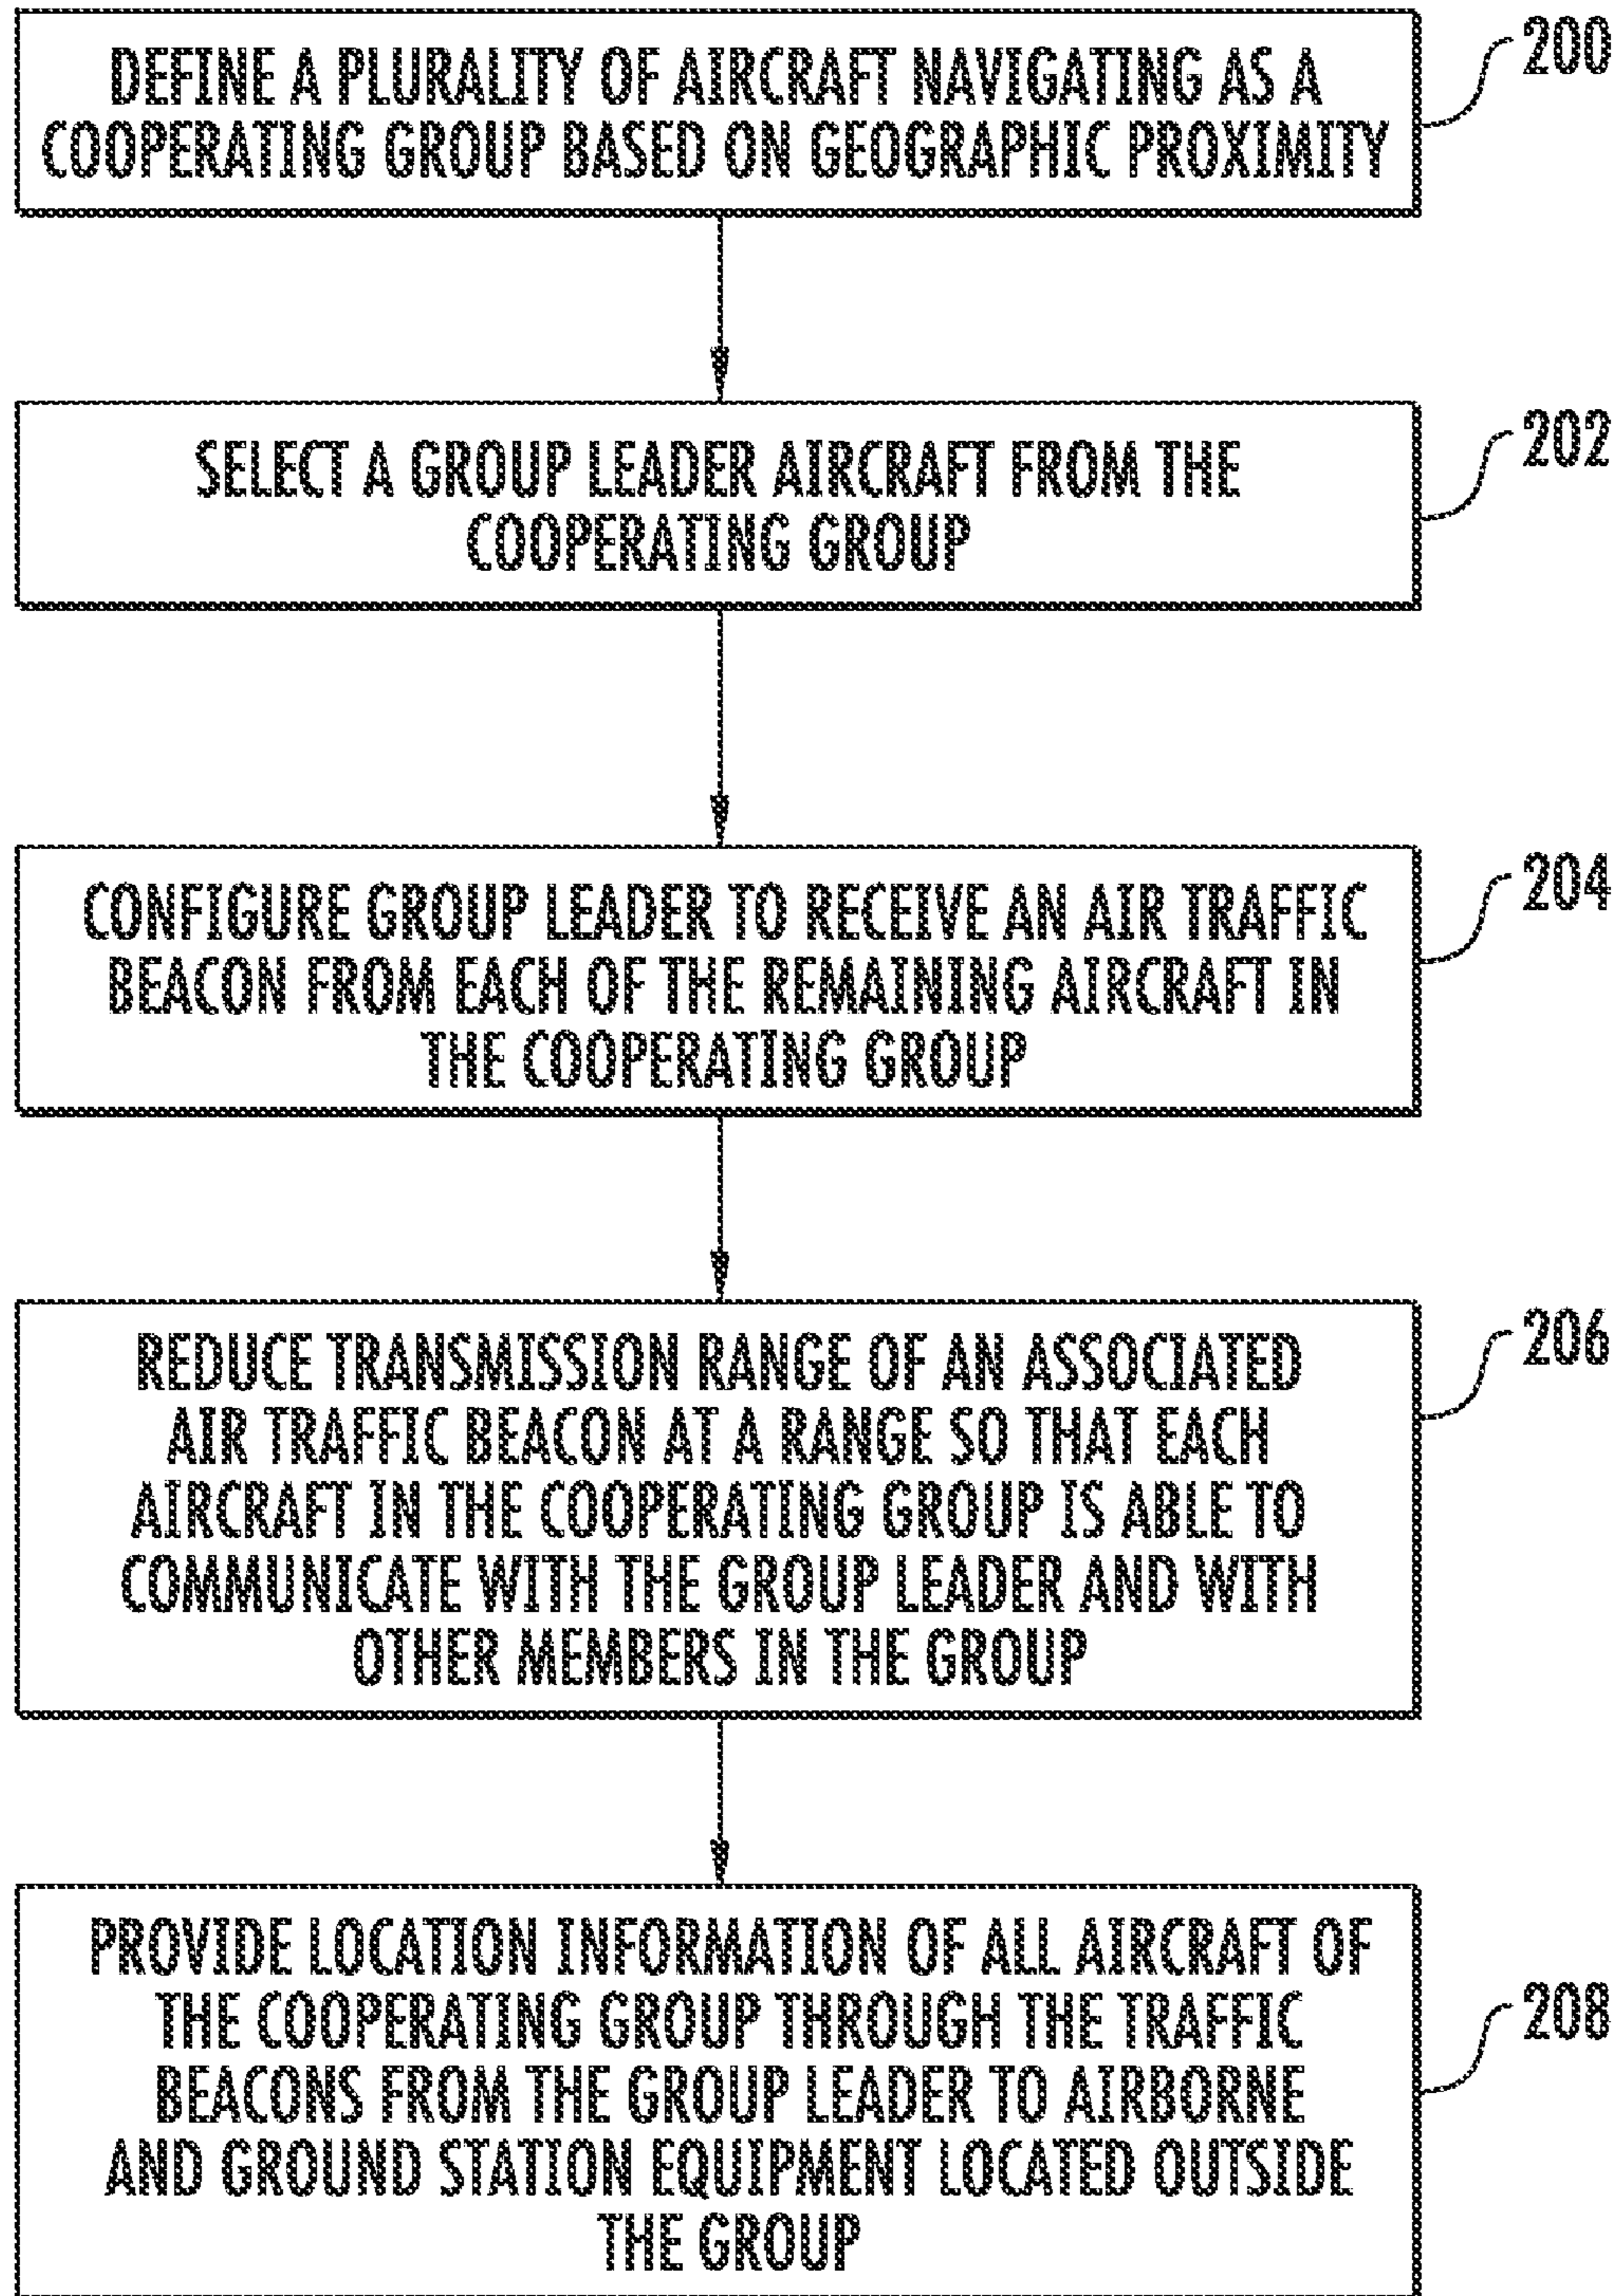 DEFINE A PLURALITY OF AIRCRAFT NAVIGATING AS A
COOPERATING GROUP BASED ON GEOGRAPHIC PROXIMITY
200
SELECT A GROUP LEADER AIRCRAFT FROM THE
COOPERATING GROUP
202
CONFIGURE GROUP LEADER TO RECEIVE AN AIR TRAFFIC
BEACON FROM EACH OF THE REMAINING AIRCRAFT IN
THE COOPERATING GROUP
204
REDUCE TRANSMISSION RANGE OF AN ASSOCIATED
AIR TRAFFIC BEACON AT A RANGE SO THAT EACH
AIRCRAFT IN THE COOPERATING GROUP IS ABLE TO
COMMUNICATE WITH THE GROUP LEADER AND WITH
OTHER MEMBERS IN THE GROUP
206
PROVIDE LOCATION INFORMATION OF ALL AIRCRAFT OF
THE COOPERATING GROUP THROUGH THE TRAFFIC
BEACONS FROM THE GROUP LEADER TO AIRBORNE
AND GROUND STATION EQUIPMENT LOCATED OUTSIDE
THE GROUP
208